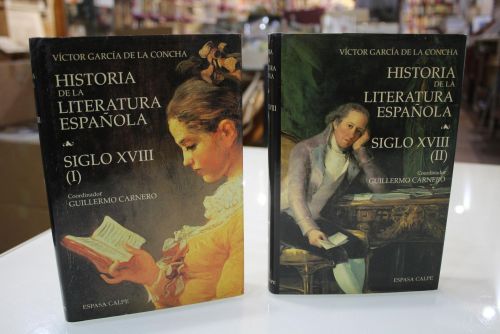 VÍCTOR GARCÍA DE LA CONCHA
HISTORIA
DE LA
LITERATURA
ESPAÑOLA
SIGLO XVIII
(I)
Coordinador
GUILLERMO CARNERO
ESPASA CALPE
VÍCTOR GARCÍA DE LA CONCHA
HISTORIA
DE LA
LITERATURA
ESPAÑOLA
SIGLO XVIII
(II)
Coordinador
GUILLERMO CARNERO
ESPASA CALPE